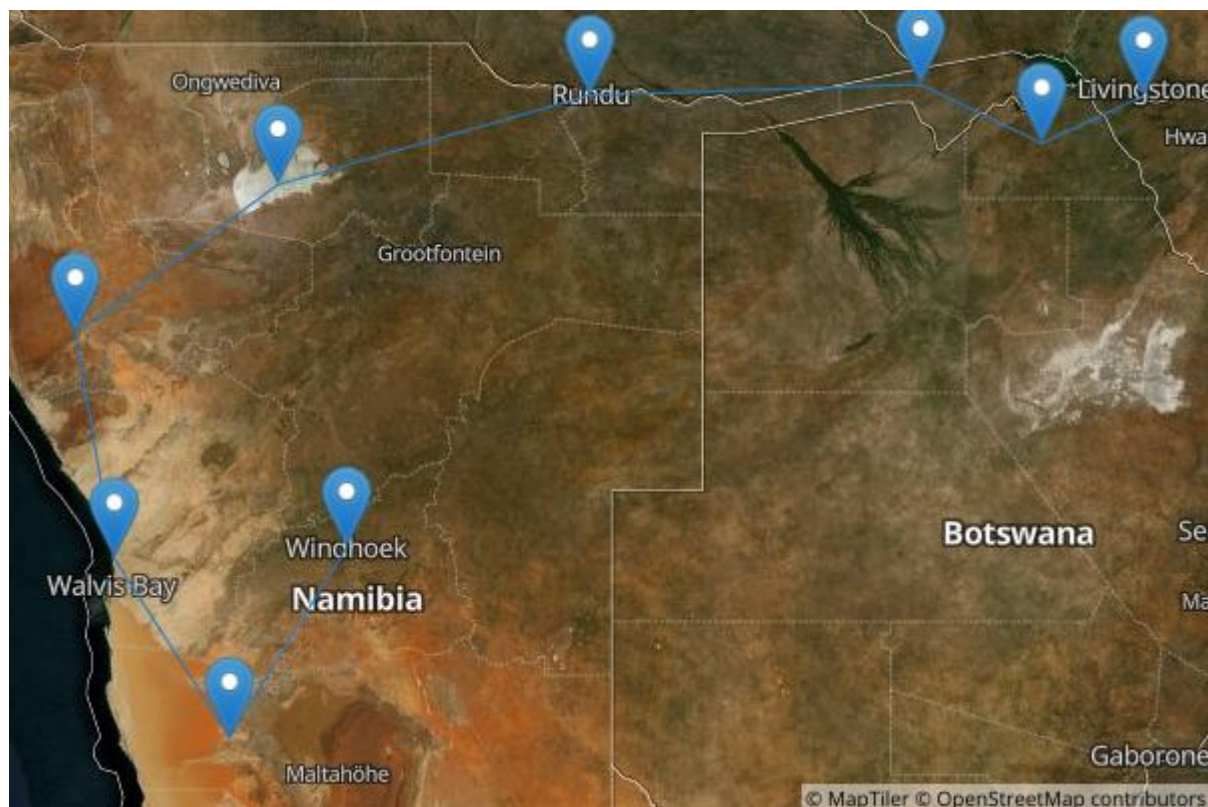 Ongwediva
Rundu
Livingstone
Hwa
Grootfontein
Botswana
Se
Windhoek
Walvis Bay
Namibia
Ma
Gaborone
Maltahöhe
© MapTiler © OpenStreetMap contributors